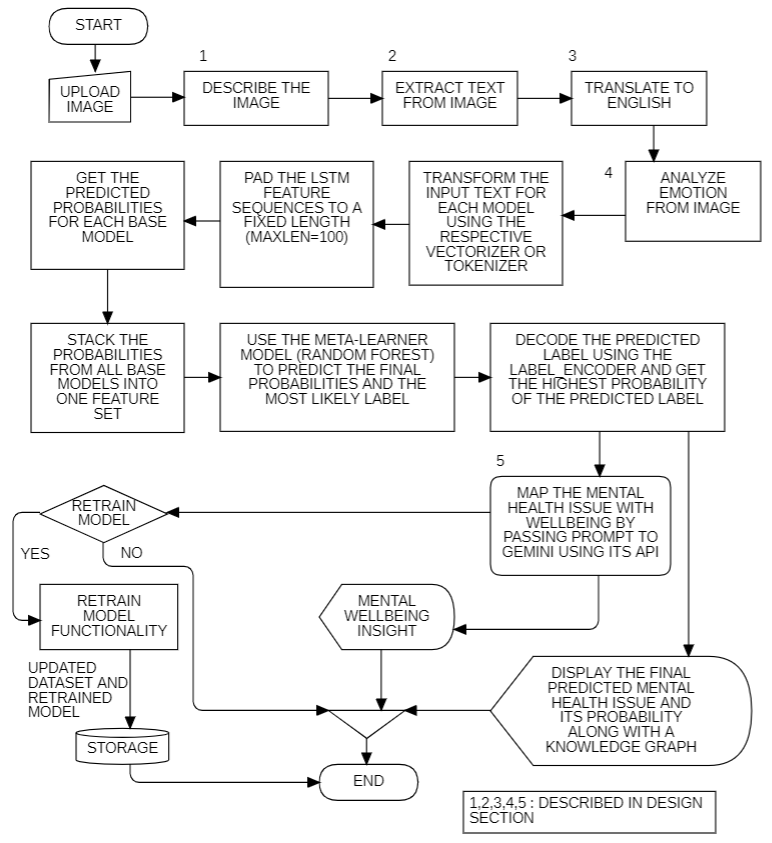 START
UPLOAD
IMAGE
1
DESCRIBE THE
IMAGE
2
EXTRACT TEXT
FROM IMAGE
3
TRANSLATE TO
ENGLISH
4
ANALYZE
EMOTION
FROM IMAGE
TRANSFORM THE
INPUT TEXT FOR
EACH MODEL
USING THE
RESPECTIVE
VECTORIZER OR
TOKENIZER
PAD THE LSTM
FEATURE
SEQUENCES TO A
FIXED LENGTH
(MAXLEN=100)
GET THE
PREDICTED
PROBABILITIES
FOR EACH BASE
MODEL
STACK THE
PROBABILITIES
FROM ALL BASE
MODELS INTO
ONE FEATURE
SET
USE THE META-LEARNER
MODEL (RANDOM FOREST)
TO PREDICT THE FINAL
PROBABILITIES AND THE
MOST LIKELY LABEL
DECODE THE PREDICTED
LABEL USING THE
LABEL_ENCODER AND GET
THE HIGHEST PROBABILITY
OF THE PREDICTED LABEL
5
MAP THE MENTAL
HEALTH ISSUE WITH
WELLBEING BY
PASSING PROMPT TO
GEMINI USING ITS API
RETRAIN
MODEL
YES
NO
RETRAIN
MODEL
FUNCTIONALITY
MENTAL
WELLBEING
INSIGHT
UPDATED
DATASET AND
RETRAINED
MODEL
DISPLAY THE FINAL
PREDICTED MENTAL
HEALTH ISSUE AND
ITS PROBABILITY
ALONG WITH A
KNOWLEDGE GRAPH
STORAGE
END
1,2,3,4,5 : DESCRIBED IN DESIGN
SECTION